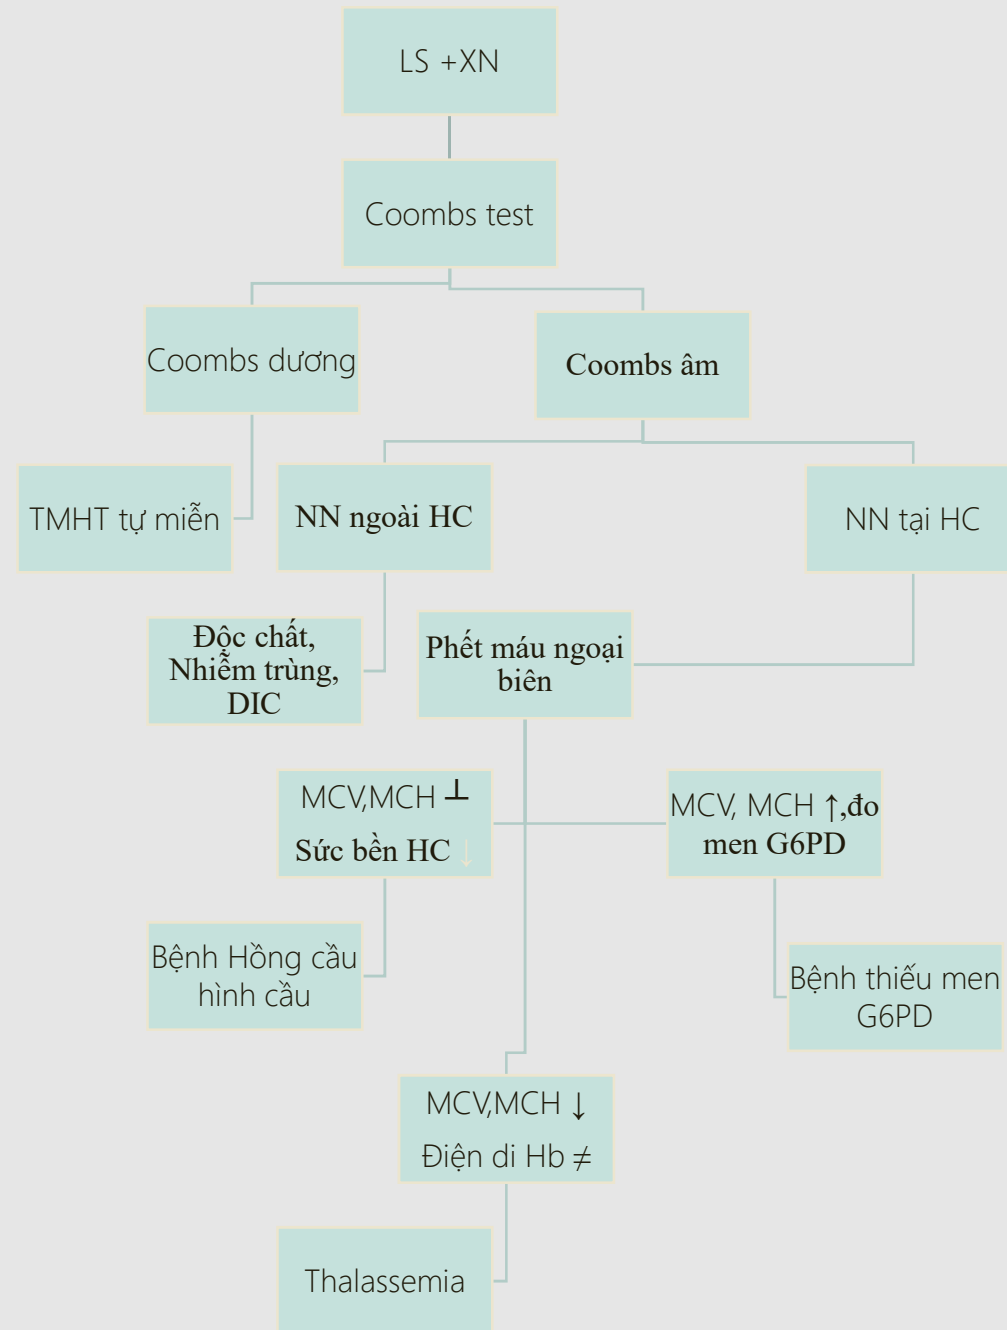 LS +XN
Coombs test
Coombs dương
Coombs âm
TMHT tự miễn
NN ngoài HC
NN tại HC
Độc chất,
Nhiễm trùng,
DIC
Phết máu ngoại
biên
MCV,MCH ┴
Sức bền HC ↓
MCV, MCH ↑,đo
men G6PD
Bệnh Hồng cầu
hình cầu
Bệnh thiếu men
G6PD
MCV,MCH ↓
Điện di Hb ≠
Thalassemia